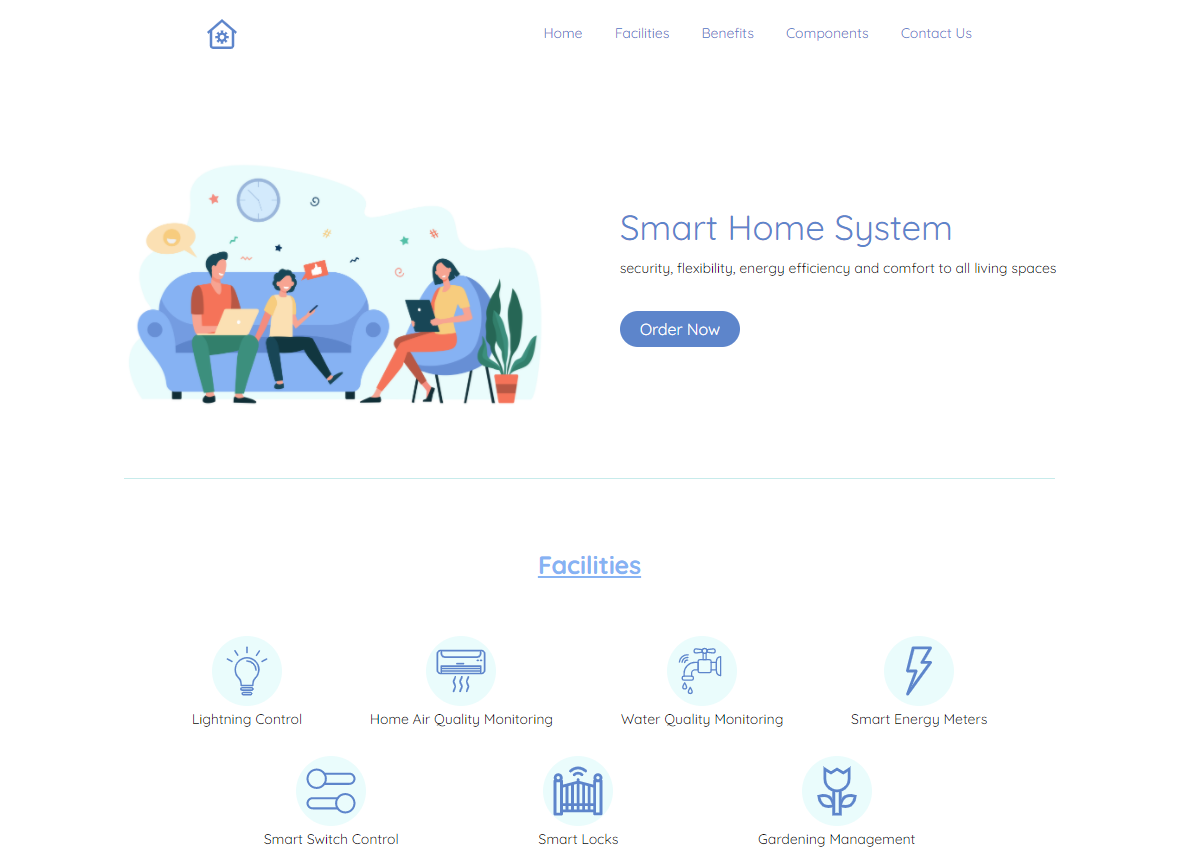 Home Facilities Benefits Components Contact Us
Smart Home System
security, flexibility, energy efficiency and comfort to all living spaces
Order Now
Facilities
Lightning Control Home Air Quality Monitoring Water Quality Monitoring Smart Energy Meters
Smart Switch Control Smart Locks Gardening Management